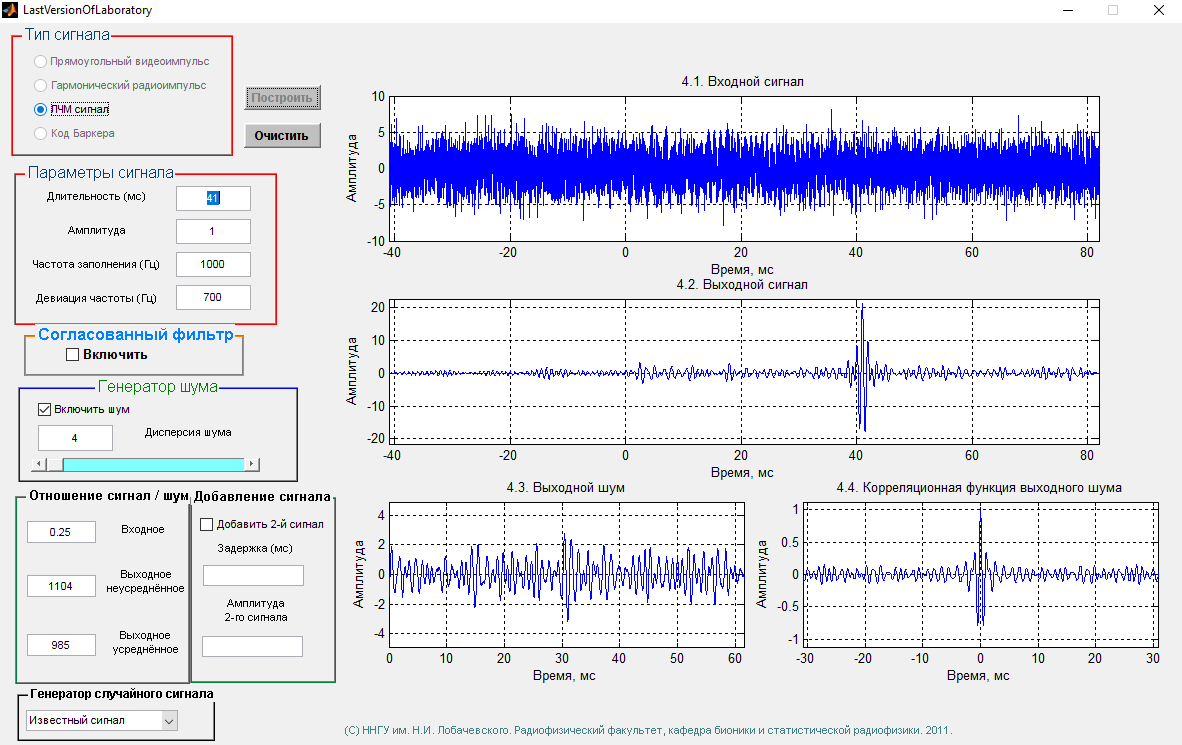 LastVersionOfLaboratory
Тип сигнала
Прямоугольный видеоимпульс
Гармонический радиоимпульс
ЛЧМ сигнал
Код Баркера
Построить
Очистить
Параметры сигнала
Длительность (мс)
41
Амплитуда
1
Частота заполнения (Гц)
1000
Девиация частоты (Гц)
700
Согласованный фильтр
Включить
Генератор шума
Включить шум
4
Дисперсия шума
Отношение сигнал / шум
0.25
Входное
1104
Выходное
неусреднённое
985
Выходное
усреднённое
Добавление сигнала
Добавить 2-й сигнал
Задержка (мс)
Амплитуда
2-го сигнала
Генератор случайного сигнала
Известный сигнал
4.1. Входной сигнал
Амплитуда
10
5
0
-5
-10
-40 -20 0 20 40 60 80
Время, мс
4.2. Выходной сигнал
Амплитуда
20
10
0
-10
-20
-40 -20 0 20 40 60 80
Время, мс
4.3. Выходной шум
Амплитуда
4
2
0
-2
-4
0 10 20 30 40 50 60
Время, мс
4.4. Корреляционная функция выходного шума
Амплитуда
1
0.5
0
-0.5
-1
-30 -20 -10 0 10 20 30
Время, мс
(С) ННГУ им. Н.И. Лобачевского. Радиофизический факультет, кафедра бионики и статистической радиофизики. 2011.